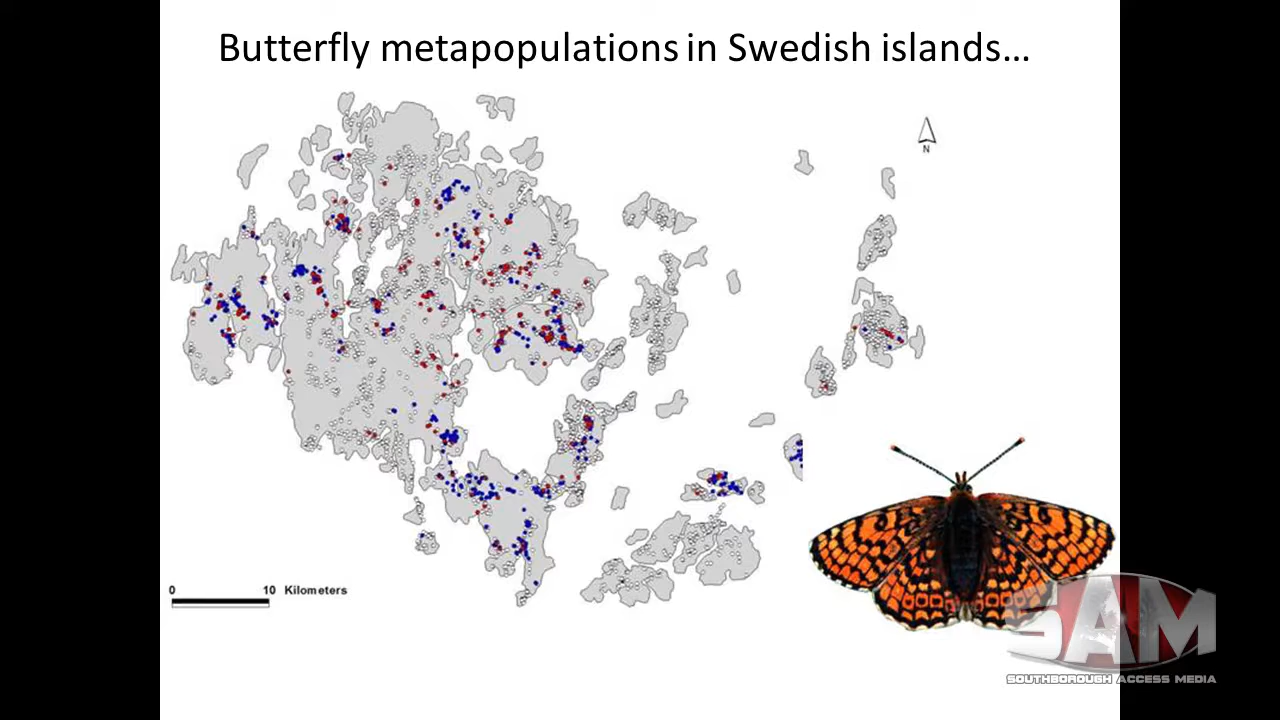 Butterfly metapopulations in Swedish islands…
N
0 10 Kilometers
SAM
SOUTHBOROUGH ACCESS MEDIA